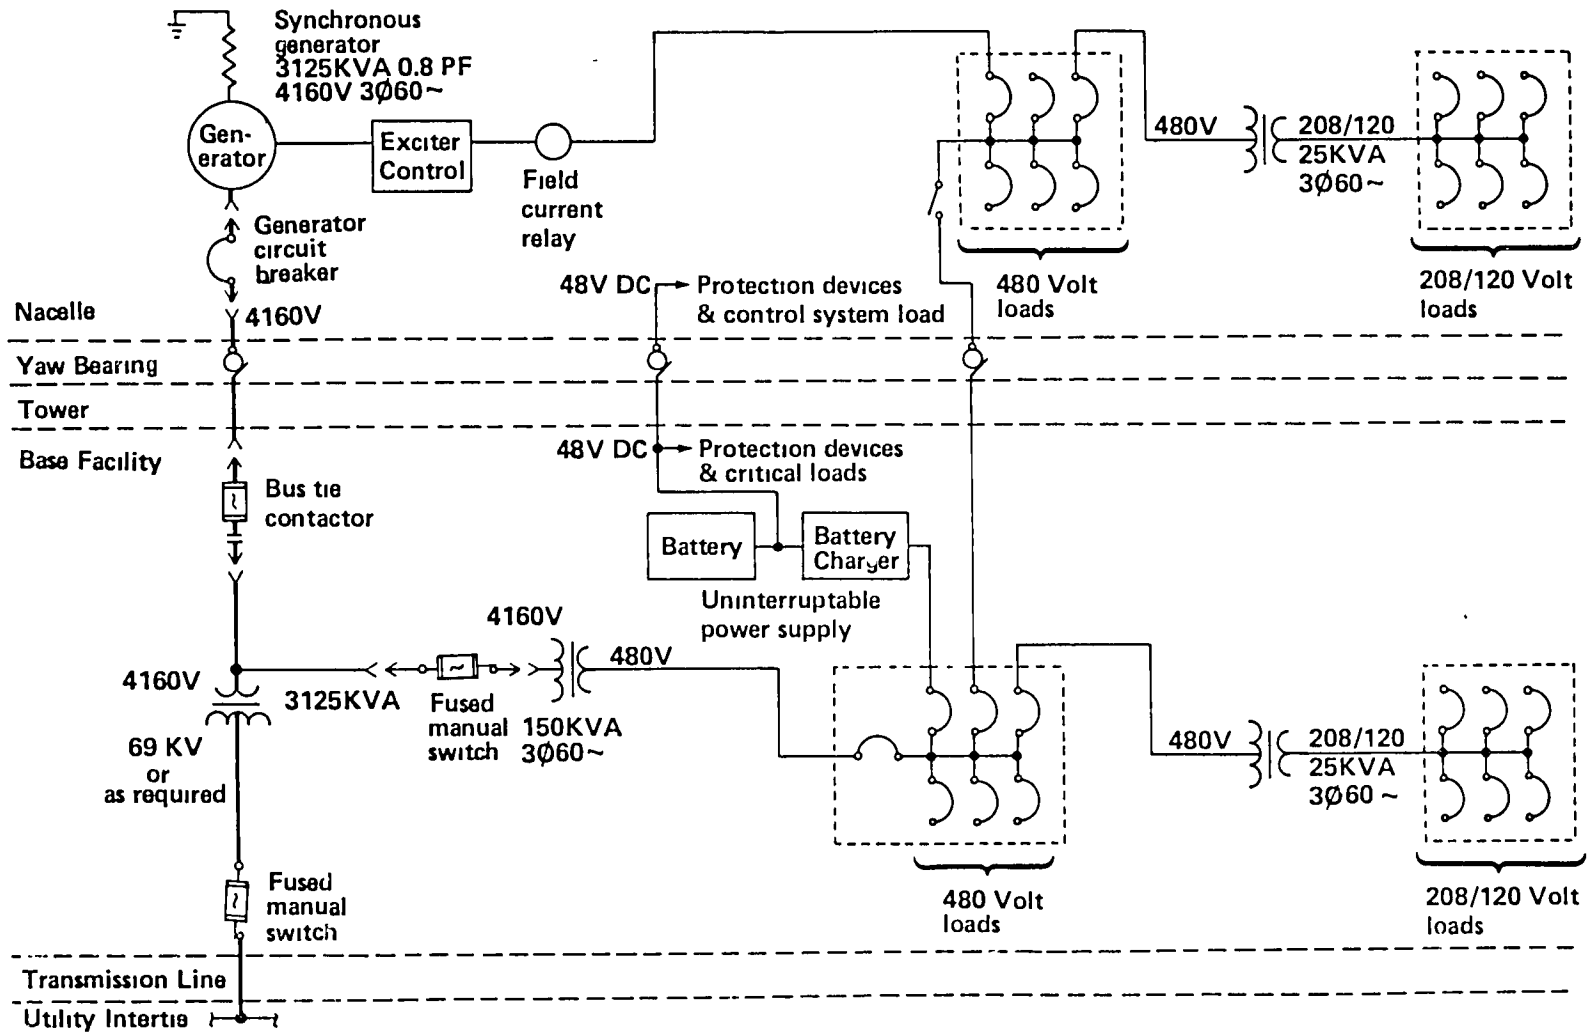 Synchronous
generator
3125KVA 0.8 PF
4160V 3Ø60~
Gen-
erator
Exciter
Control
Field
current
relay
Generator
circuit
breaker
480V
208/120
25KVA
3Ø60~
480 Volt
loads
208/120 Volt
loads
48V DC
Protection devices
& control system load
Nacelle
4160V
Yaw Bearing
Tower
Base Facility
48V DC
Protection devices
& critical loads
Bus tie
contactor
Battery
Battery
Charger
Uninterruptable
power supply
4160V
480V
4160V
3125KVA
Fused
manual
switch
150KVA
3Ø60~
69 KV
or
as required
480V
208/120
25KVA
3Ø60~
Fused
manual
switch
480 Volt
loads
208/120 Volt
loads
Transmission Line
Utility Intertie